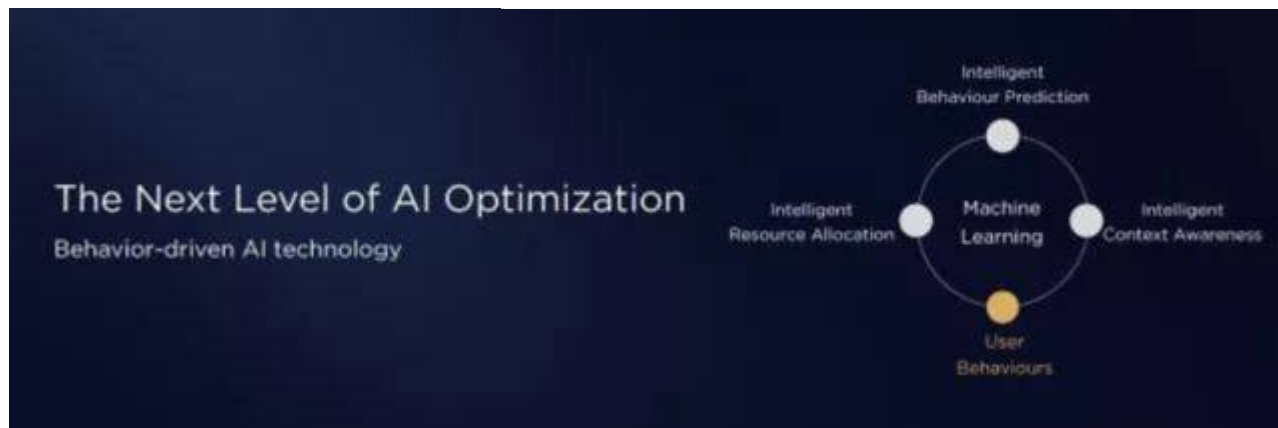 The Next Level of AI Optimization
Behavior-driven AI technology
Intelligent
Behaviour Prediction
Intelligent
Resource Allocation
Machine
Learning
Intelligent
Context Awareness
User
Behaviours